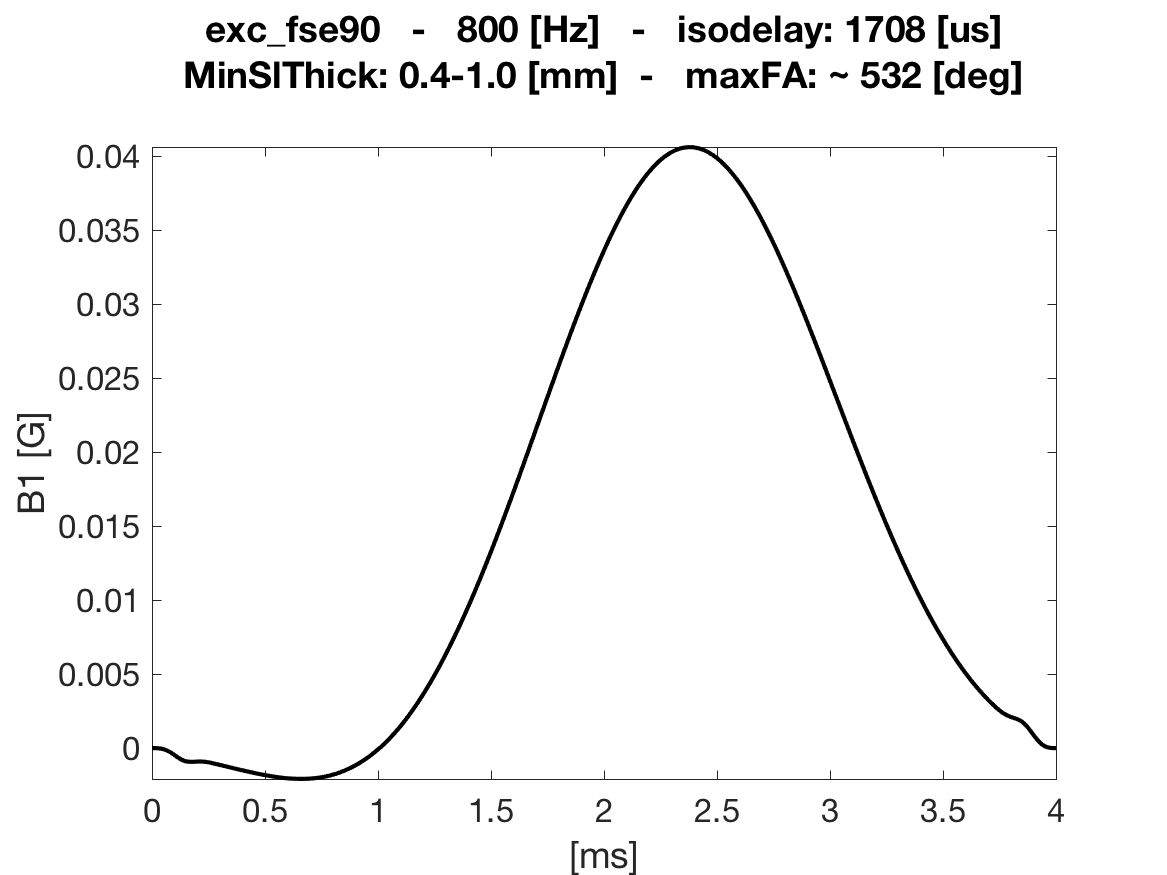 exc_fse90 - 800 [Hz] - isodelay: 1708 [us]
MinSlThick: 0.4-1.0 [mm] - maxFA: ~ 532 [deg]
0.04
0.035
0.03
0.025
0.02
0.015
0.01
0.005
0
B1 [G]
0 0.5 1 1.5 2 2.5 3 3.5 4
[ms]